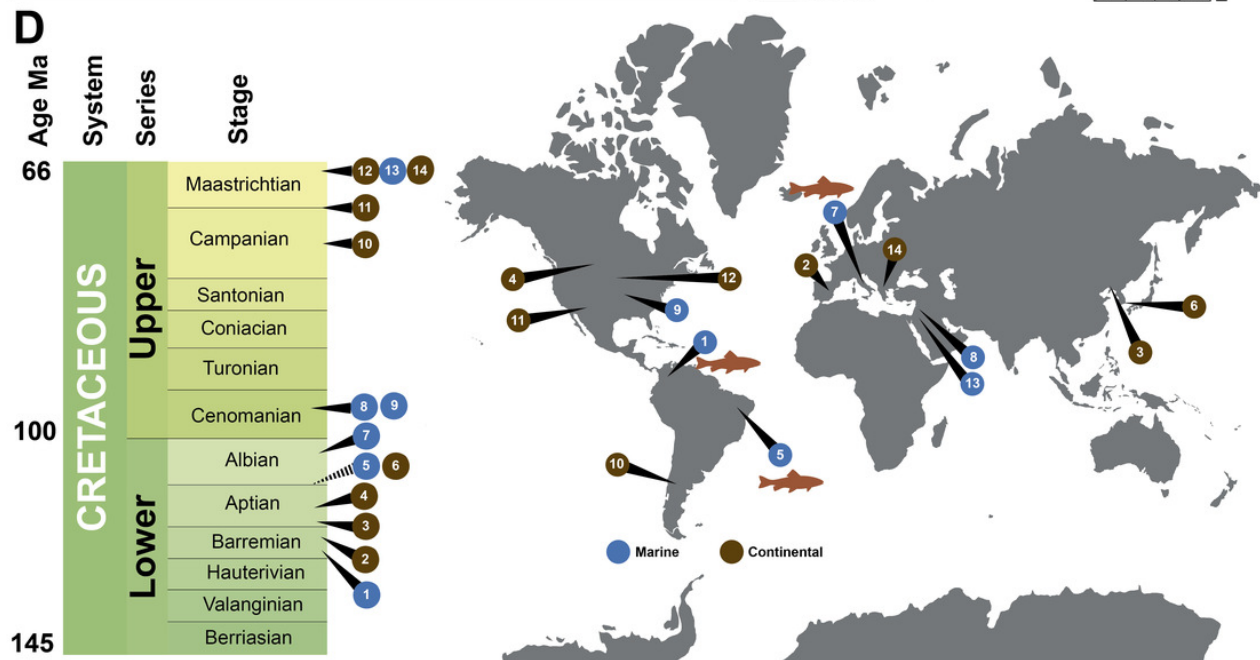 D
Age Ma
System
Series
Stage
66
100
145
CRETACEOUS
Upper
Lower
Maastrichtian
12 13 14
11
Campanian
10
Santonian
Coniacian
Turonian
Cenomanian
8 9
7
Albian
5 6
4
Aptian
3
Barremian
2
Hauterivian
1
Valanginian
Berriasian
7
14
2
4
12
9
11
6
1
3
8
13
5
10
Marine
Continental